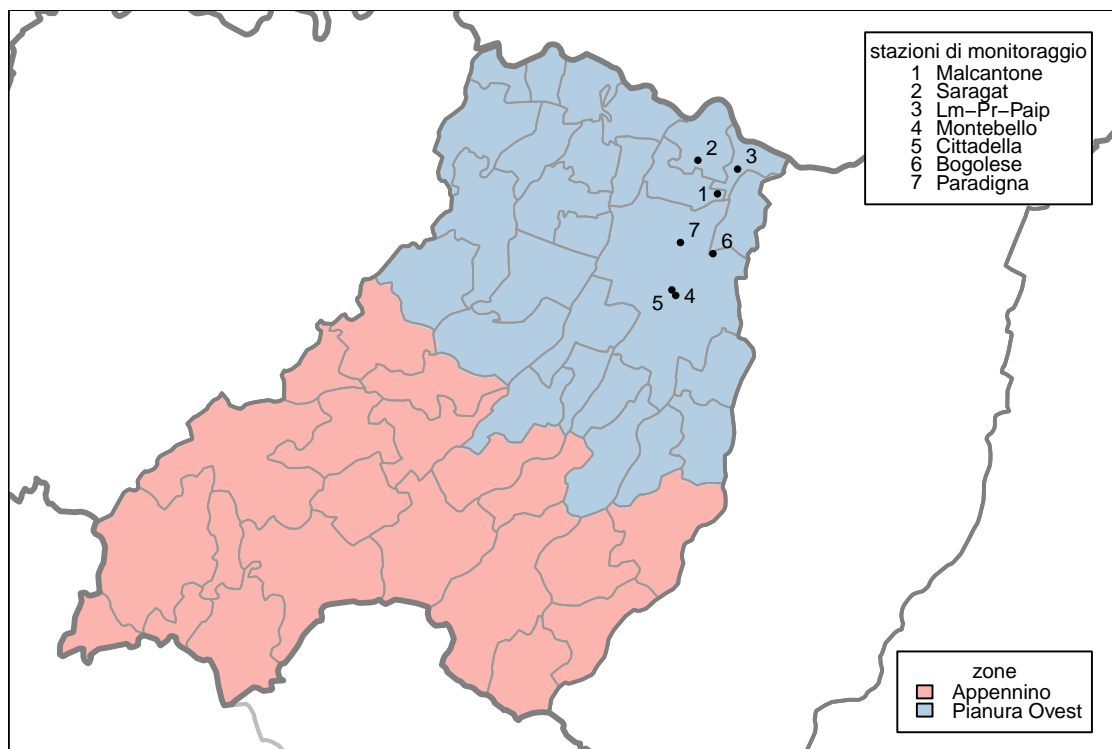 stazioni di monitoraggio
1 Malcantone
2 Saragat
3 Lm−Pr−Paip
4 Montebello
5 Cittadella
6 Bogolese
7 Paradigna
2
3
1
7
6
5
4
zone
Appennino
Pianura Ovest